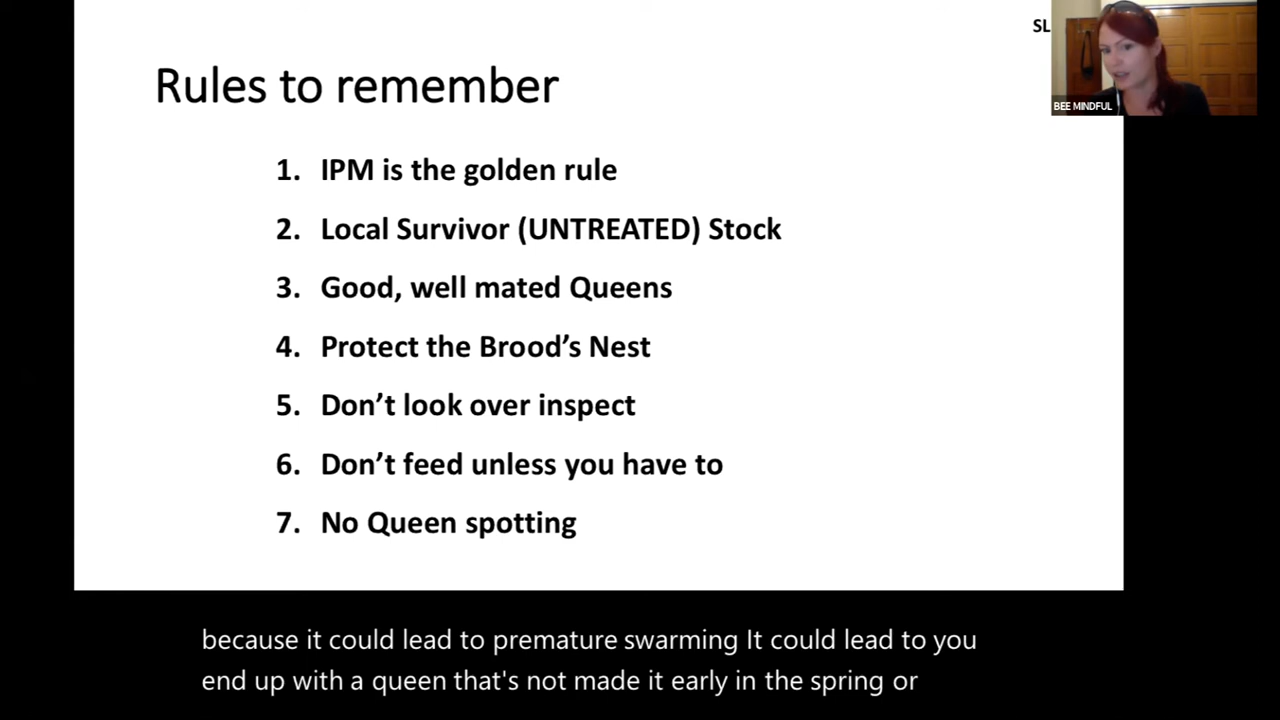 SL
BEE MINDFUL
Rules to remember
1. IPM is the golden rule
2. Local Survivor (UNTREATED) Stock
3. Good, well mated Queens
4. Protect the Brood’s Nest
5. Don’t look over inspect
6. Don’t feed unless you have to
7. No Queen spotting
because it could lead to premature swarming It could lead to you
end up with a queen that's not made it early in the spring or